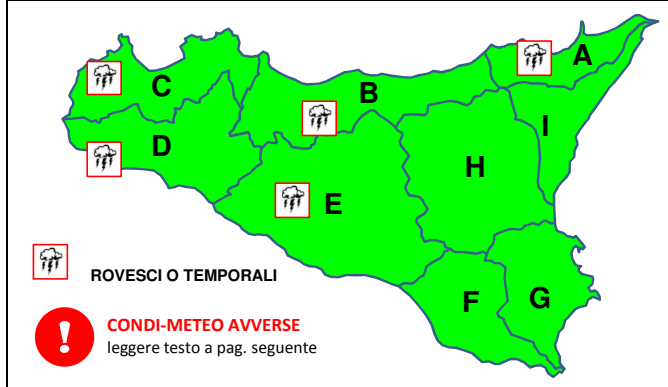 A
C
B
I
D
H
E
F
G
ROVESCI O TEMPORALI
!
CONDI-METEO AVVERSE
leggere testo a pag. seguente